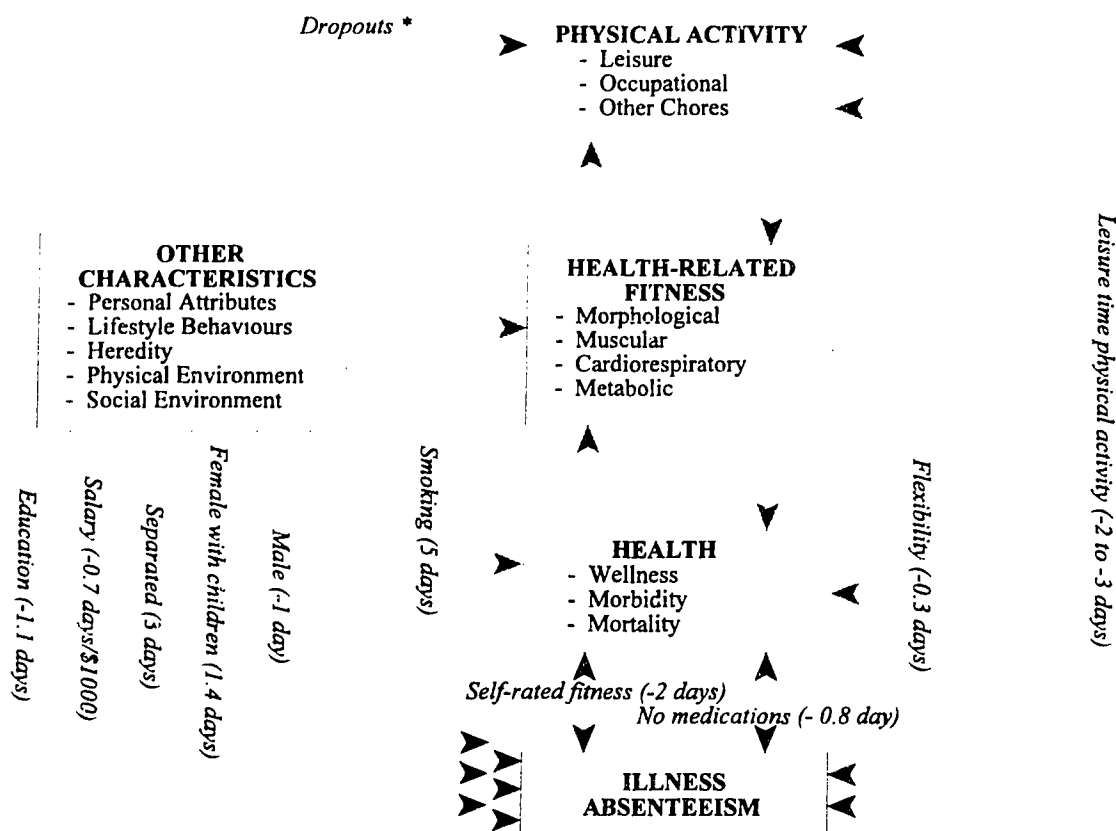 Dropouts *
PHYSICAL ACTIVITY
- Leisure
- Occupational
- Other Chores
OTHER
CHARACTERISTICS
- Personal Attributes
- Lifestyle Behaviours
- Heredity
- Physical Environment
- Social Environment
HEALTH-RELATED
FITNESS
- Morphological
- Muscular
- Cardiorespiratory
- Metabolic
Leisure time physical activity (-2 to -3 days)
Education (-1.1 days)
Salary (-0.7 days/$1000)
Separated (3 days)
Female with children (1.4 days)
Male (-1 day)
Smoking (5 days)
Flexibility (-0.3 days)
HEALTH
- Wellness
- Morbidity
- Mortality
Self-rated fitness (-2 days)
No medications (- 0.8 day)
ILLNESS
ABSENTEEISM